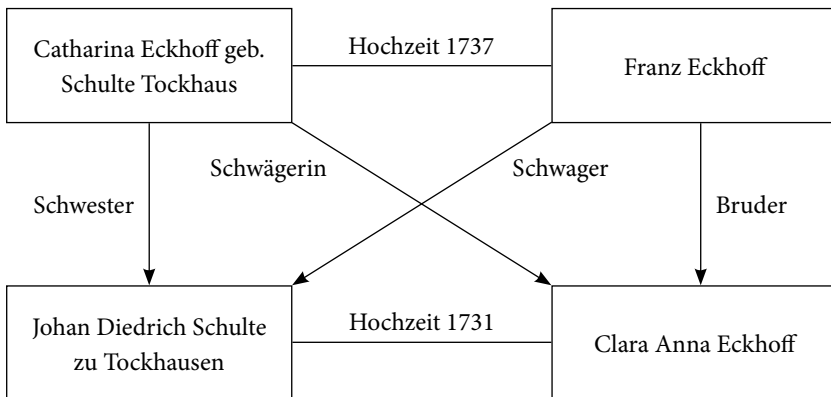 Catharina Eckhoff geb.
Schulte Tockhaus
Hochzeit 1737
Franz Eckhoff
Schwägerin
Schwager
Schwester
Bruder
Johan Diedrich Schulte
zu Tockhausen
Hochzeit 1731
Clara Anna Eckhoff